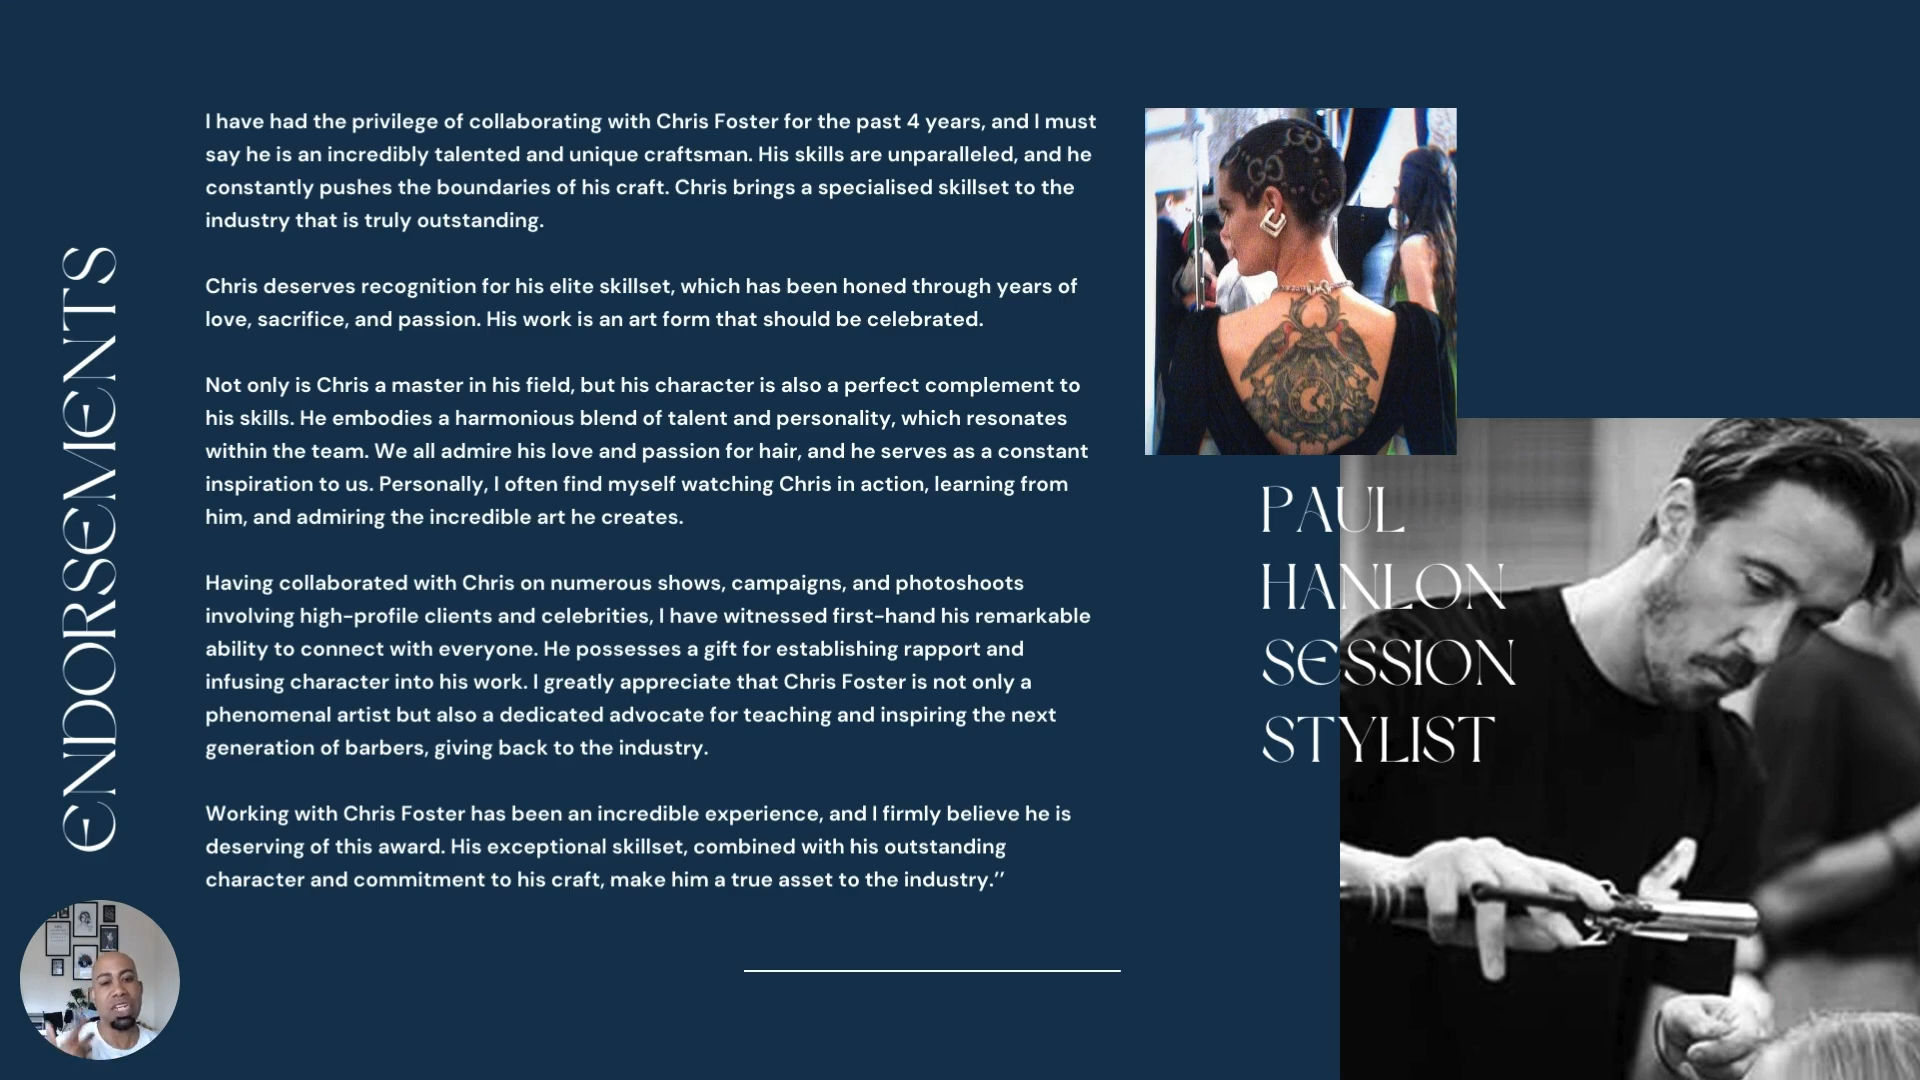 ENDORSEMENTS
I have had the privilege of collaborating with Chris Foster for the past 4 years, and I must
say he is an incredibly talented and unique craftsman. His skills are unparalleled, and he
constantly pushes the boundaries of his craft. Chris brings a specialised skillset to the
industry that is truly outstanding.
Chris deserves recognition for his elite skillset, which has been honed through years of
love, sacrifice, and passion. His work is an art form that should be celebrated.
Not only is Chris a master in his field, but his character is also a perfect complement to
his skills. He embodies a harmonious blend of talent and personality, which resonates
within the team. We all admire his love and passion for hair, and he serves as a constant
inspiration to us. Personally, I often find myself watching Chris in action, learning from
him, and admiring the incredible art he creates.
Having collaborated with Chris on numerous shows, campaigns, and photoshoots
involving high-profile clients and celebrities, I have witnessed first-hand his remarkable
ability to connect with everyone. He possesses a gift for establishing rapport and
infusing character into his work. I greatly appreciate that Chris Foster is not only a
phenomenal artist but also a dedicated advocate for teaching and inspiring the next
generation of barbers, giving back to the industry.
Working with Chris Foster has been an incredible experience, and I firmly believe he is
deserving of this award. His exceptional skillset, combined with his outstanding
character and commitment to his craft, make him a true asset to the industry.’’
PAUL
HANLON
SESSION
STYLIST